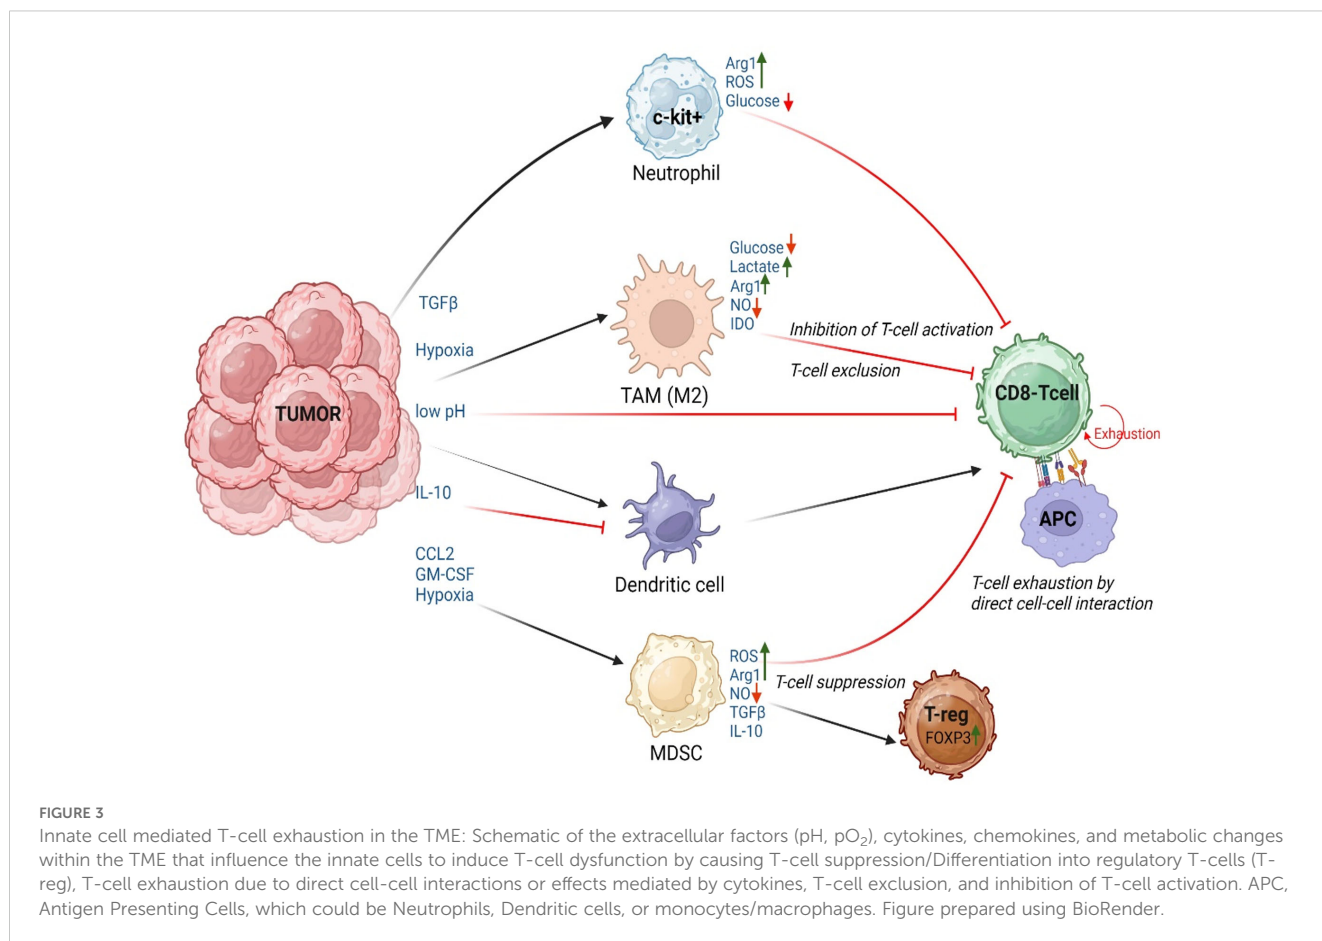 Arg1
ROS
Glucose
c-kit+
Neutrophil
Glucose
Lactate
Arg1
NO
IDO
TGFβ
Hypoxia
Inhibition of T-cell activation
T-cell exclusion
TAM (M2)
TUMOR
low pH
CD8-Tcell
Exhaustion
IL-10
APC
CCL2
GM-CSF
Hypoxia
Dendritic cell
T-cell exhaustion by
direct cell-cell interaction
ROS
Arg1
NO
TGFβ
IL-10
T-cell suppression
MDSC
T-reg
FOXP3
FIGURE 3
Innate cell mediated T-cell exhaustion in the TME: Schematic of the extracellular factors (pH, pO₂), cytokines, chemokines, and metabolic changes
within the TME that influence the innate cells to induce T-cell dysfunction by causing T-cell suppression/Differentiation into regulatory T-cells (T-
reg), T-cell exhaustion due to direct cell-cell interactions or effects mediated by cytokines, T-cell exclusion, and inhibition of T-cell activation. APC,
Antigen Presenting Cells, which could be Neutrophils, Dendritic cells, or monocytes/macrophages. Figure prepared using BioRender.